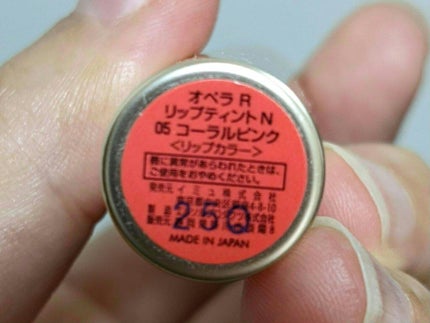 オペラ R
リップティント N
05 コーラルピンク
<リップカラー>
唇に異常があらわれたときは、
ご使用をおやめください。
発売元 イミュ株式会社
MADE IN JAPAN